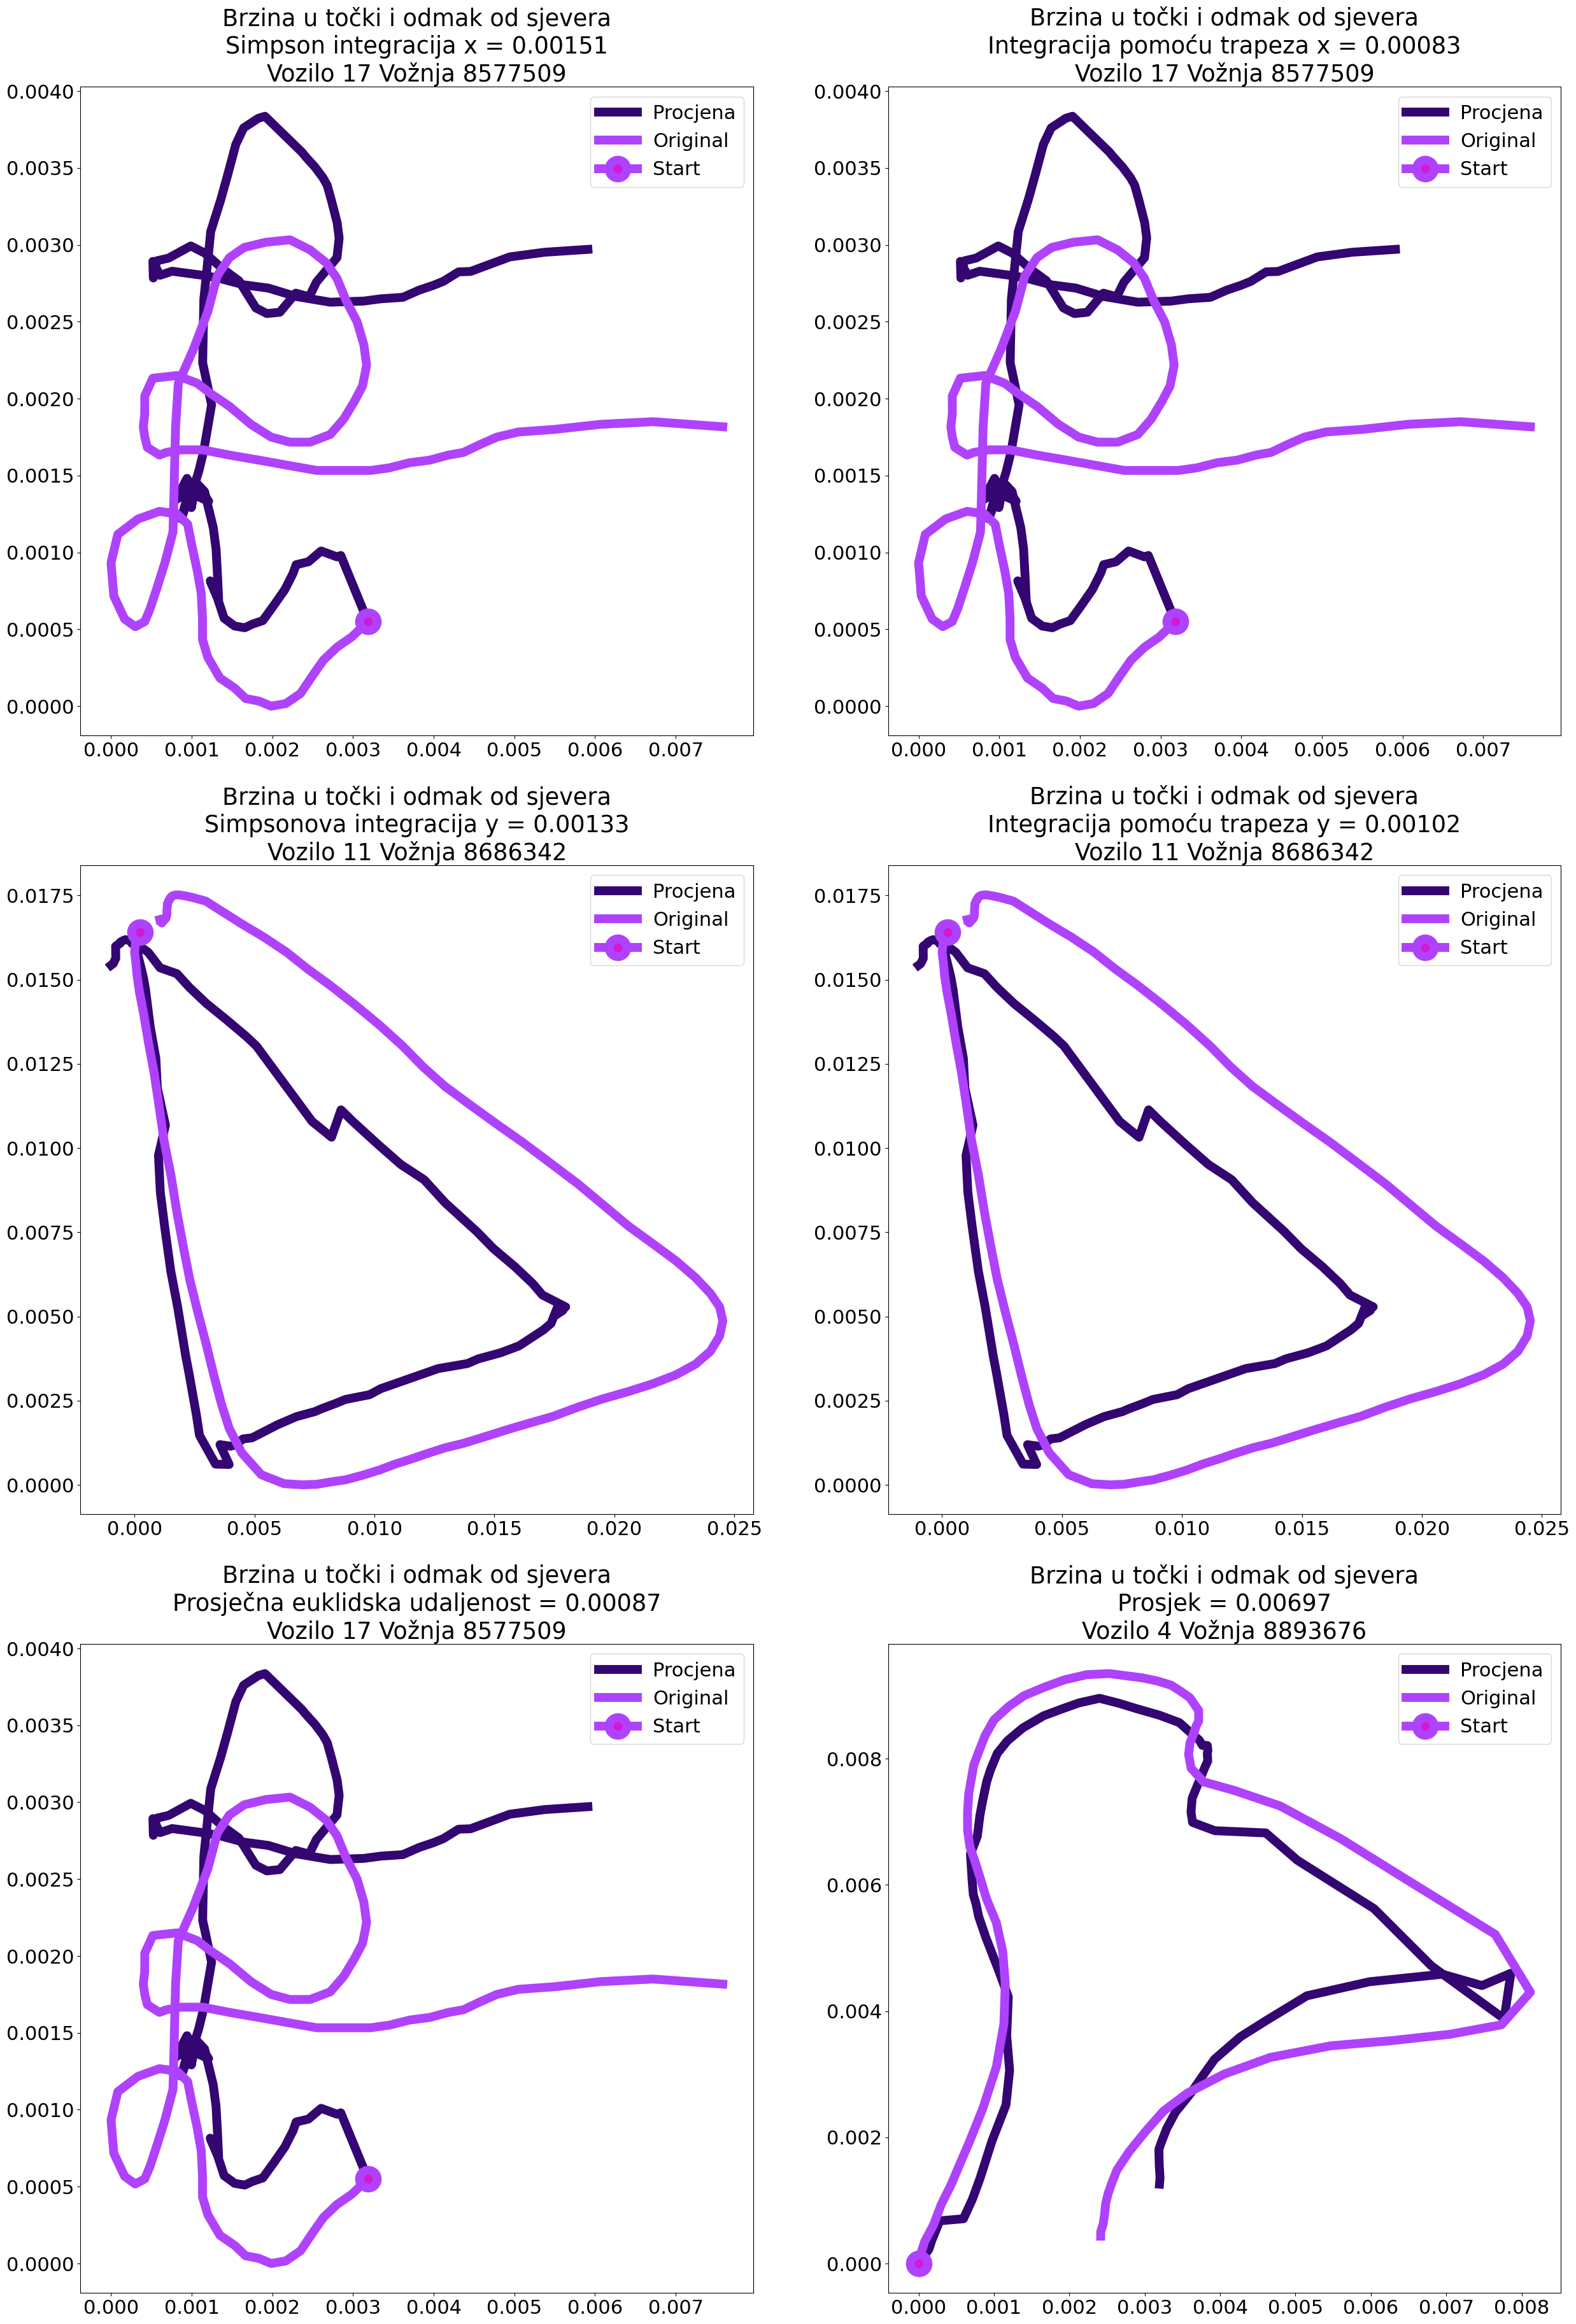 Brzina u točki i odmak od sjevera
Simpson integracija x = 0.00151
Vozilo 17 Vožnja 8577509
0.0040
0.0035
0.0030
0.0025
0.0020
0.0015
0.0010
0.0005
0.0000
Procjena
Original
Start
0.000 0.001 0.002 0.003 0.004 0.005 0.006 0.007
Brzina u točki i odmak od sjevera
Integracija pomoću trapeza x = 0.00083
Vozilo 17 Vožnja 8577509
0.0040
0.0035
0.0030
0.0025
0.0020
0.0015
0.0010
0.0005
0.0000
Procjena
Original
Start
0.000 0.001 0.002 0.003 0.004 0.005 0.006 0.007
Brzina u točki i odmak od sjevera
Simpsonova integracija y = 0.00133
Vozilo 11 Vožnja 8686342
0.0175
0.0150
0.0125
0.0100
0.0075
0.0050
0.0025
0.0000
Procjena
Original
Start
0.000 0.005 0.010 0.015 0.020 0.025
Brzina u točki i odmak od sjevera
Integracija pomoću trapeza y = 0.00102
Vozilo 11 Vožnja 8686342
0.0175
0.0150
0.0125
0.0100
0.0075
0.0050
0.0025
0.0000
Procjena
Original
Start
0.000 0.005 0.010 0.015 0.020 0.025
Brzina u točki i odmak od sjevera
Prosječna euklidska udaljenost = 0.00087
Vozilo 17 Vožnja 8577509
0.0040
0.0035
0.0030
0.0025
0.0020
0.0015
0.0010
0.0005
0.0000
Procjena
Original
Start
0.000 0.001 0.002 0.003 0.004 0.005 0.006 0.007
Brzina u točki i odmak od sjevera
Prosjek = 0.00697
Vozilo 4 Vožnja 8893676
0.008
0.006
0.004
0.002
0.000
Procjena
Original
Start
0.000 0.001 0.002 0.003 0.004 0.005 0.006 0.007 0.008